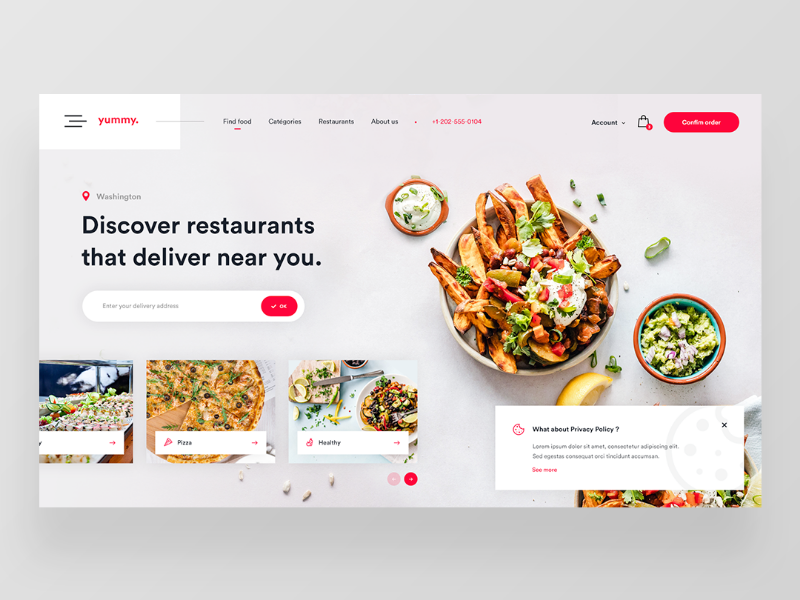 yummy.
Find food
Catégories
Restaurants
About us
+1-202-555-0104
Account
3
Confim order
Washington
Discover restaurants
that deliver near you.
Enter your delivery address
OK
y
Pizza
Healthy
What about Privacy Policy ?
Lorem ipsum dolor sit amet, consectetur adipiscing elit.
Sed egestas consequat orci tincidunt accumsan.
See more